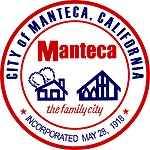 CITY OF MANTECA, CALIFORNIA
Manteca
the family city
INCORPORATED MAY 28, 1918